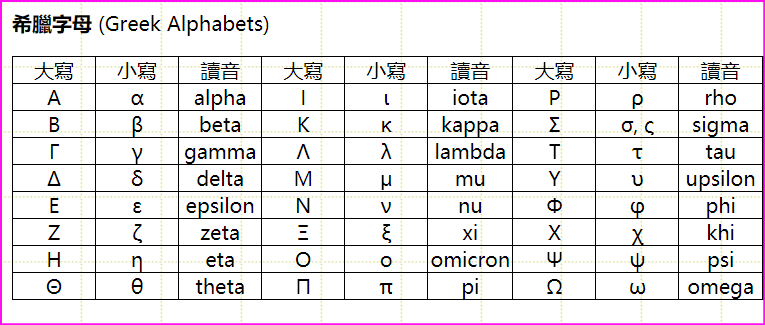 希臘字母 (Greek Alphabets)
大寫 小寫 讀音 大寫 小寫 讀音 大寫 小寫 讀音
Α α alpha Ι ι iota Ρ ρ rho
Β β beta Κ κ kappa Σ σ, ς sigma
Γ γ gamma Λ λ lambda Τ τ tau
Δ δ delta Μ μ mu Υ υ upsilon
Ε ε epsilon Ν ν nu Φ φ phi
Ζ ζ zeta Ξ ξ xi Χ χ khi
Η η eta Ο ο omicron Ψ ψ psi
Θ θ theta Π π pi Ω ω omega